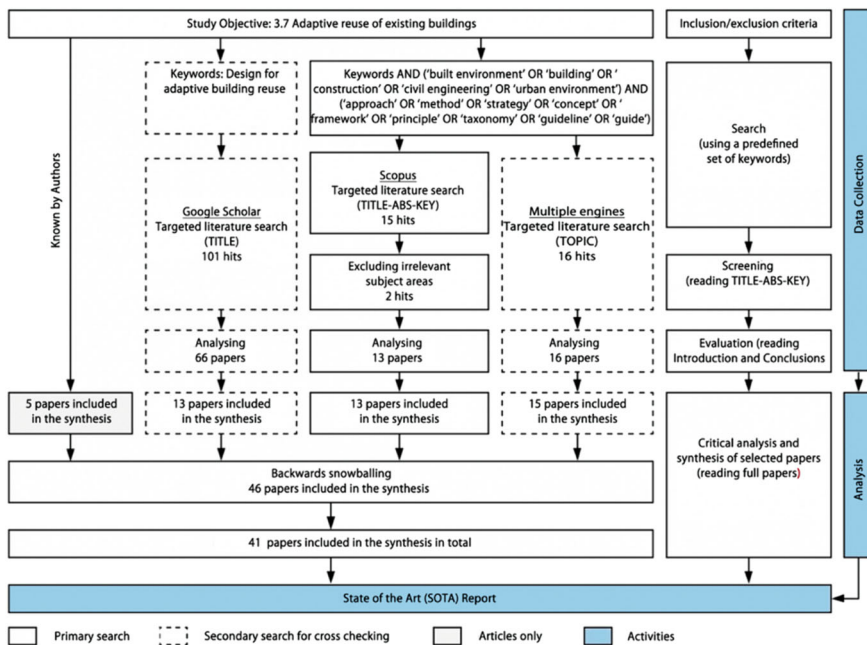 Study Objective: 3.7 Adaptive reuse of existing buildings
Inclusion/exclusion criteria
Known by Authors
Keywords: Design for
adaptive building reuse
Keywords AND (‘built environment’ OR ‘building’ OR ‘
construction’ OR ‘civil engineering’ OR ‘urban environment’) AND
(‘approach’ OR ‘method’ OR ‘strategy’ OR ‘concept’ OR ‘
framework’ OR ‘principle’ OR ‘taxonomy’ OR ‘guideline’ OR ‘guide’)
Search
(using a predefined
set of keywords)
Data Collection
Google Scholar
Targeted literature search
(TITLE)
101 hits
Scopus
Targeted literature search
(TITLE-ABS-KEY)
15 hits
Multiple engines
Targeted literature search
(TOPIC)
16 hits
Excluding irrelevant
subject areas
2 hits
Screening
(reading TITLE-ABS-KEY)
Analysing
66 papers
Analysing
13 papers
Analysing
16 papers
Evaluation (reading
Introduction and Conclusions
5 papers included
in the synthesis
13 papers included
in the synthesis
13 papers included
in the synthesis
15 papers included
in the synthesis
Critical analysis and
synthesis of selected papers
(reading full papers)
Analysis
Backwards snowballing
46 papers included in the synthesis
41 papers included in the synthesis in total
State of the Art (SOTA) Report
Primary search
Secondary search for cross checking
Articles only
Activities